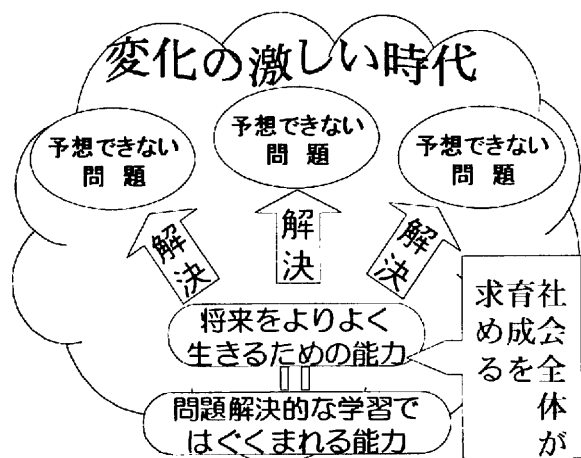 変化の激しい時代
予想できない
問題
予想できない
問題
予想できない
問題
解決
解決
解決
将来をよりよく
生きるための能力
問題解決的な学習で
はぐくまれる能力
社会全体が
育成を
求める